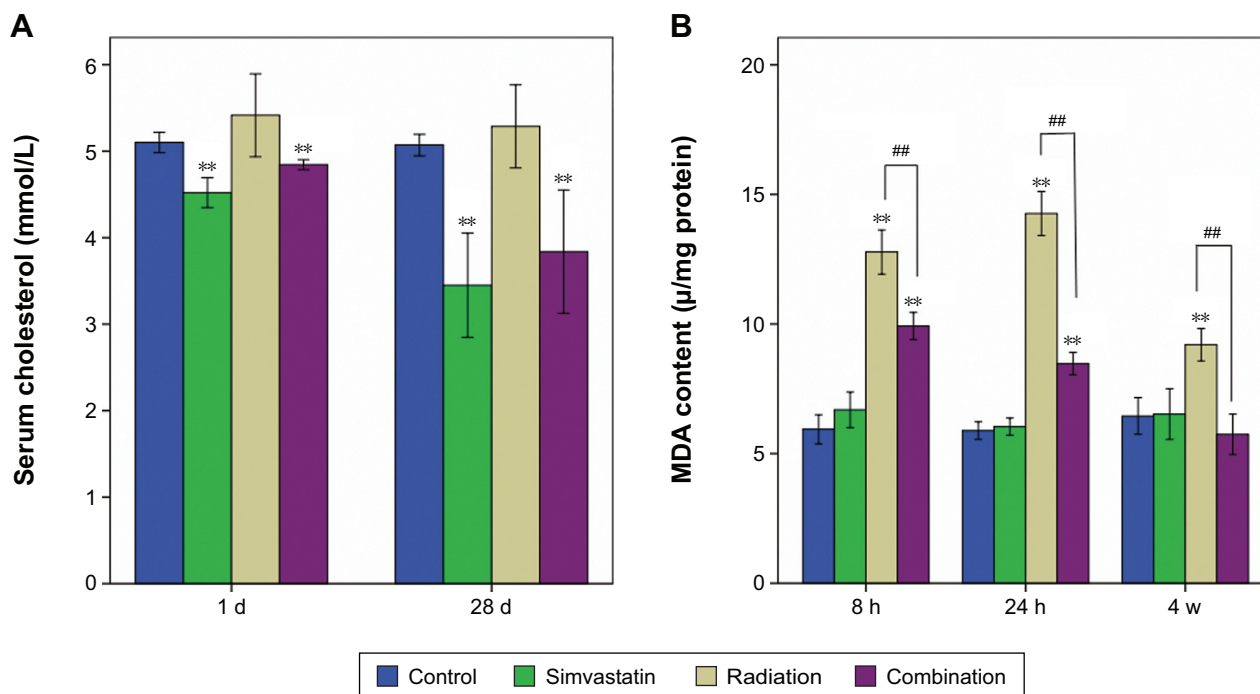 A
Serum cholesterol (mmol/L)
6
5
4
3
2
1
0
**
**
**
**
1 d
28 d
B
MDA content (µ/mg protein)
20
15
10
5
0
##
**
**
##
**
**
##
**
8 h
24 h
4 w
Control
Simvastatin
Radiation
Combination